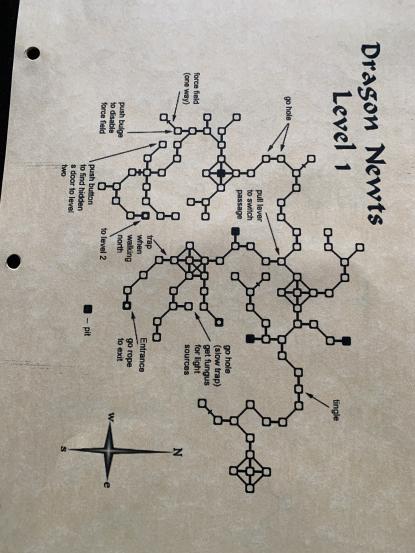 Dragon Newts
Level 1
go hole
force field
(one way)
push bulge
to disable
force field
push button
to find hidden
s door to level
two
pull lever
to switch
passage
to level 2
trap
when
walking
north
go hole
(slow trap)
get fungus
for light
sources
Entrance
go rope
to exit
tingle
- pit
N
w
e
s